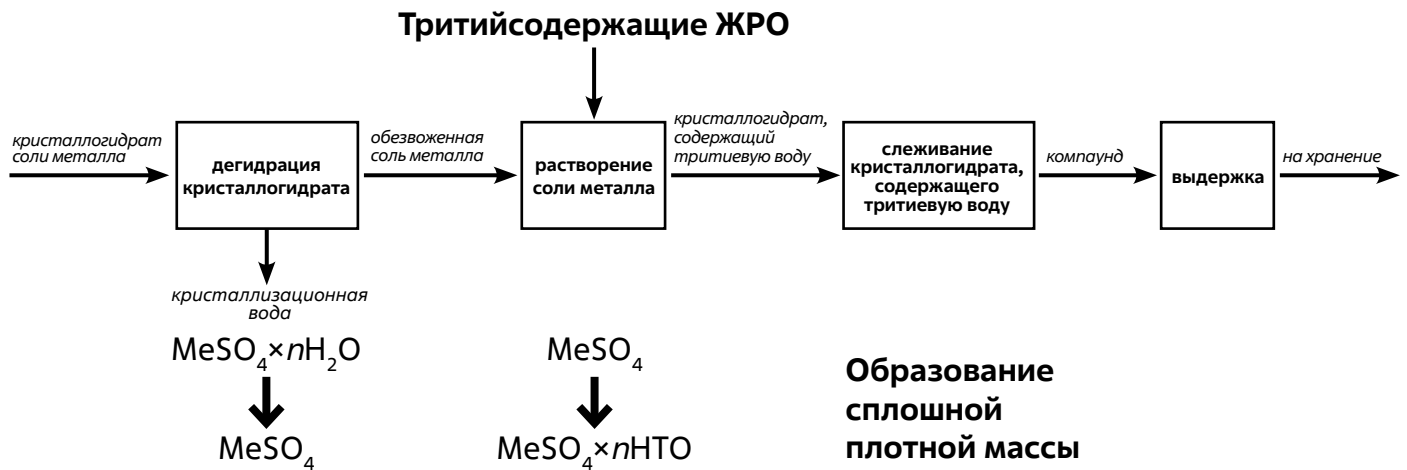 Тритийсодержащие ЖРО
кристаллогидрат
соли металла
дегидрация
кристаллогидрата
обезвоженная
соль металла
растворение
соли металла
кристаллогидрат,
содержащий
тритиевую воду
слеживание
кристаллогидрата,
содержащего
тритиевую воду
компаунд
выдержка
на хранение
кристаллизационная
вода
MeSO₄×nH₂O
MeSO₄
MeSO₄
MeSO₄×nHTO
Образование
сплошной
плотной массы